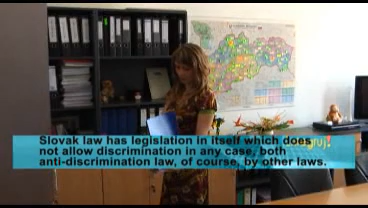 Slovak law has legislation in itself which does
not allow discrimination in any case, both
anti-discrimination law, of course, by other laws.